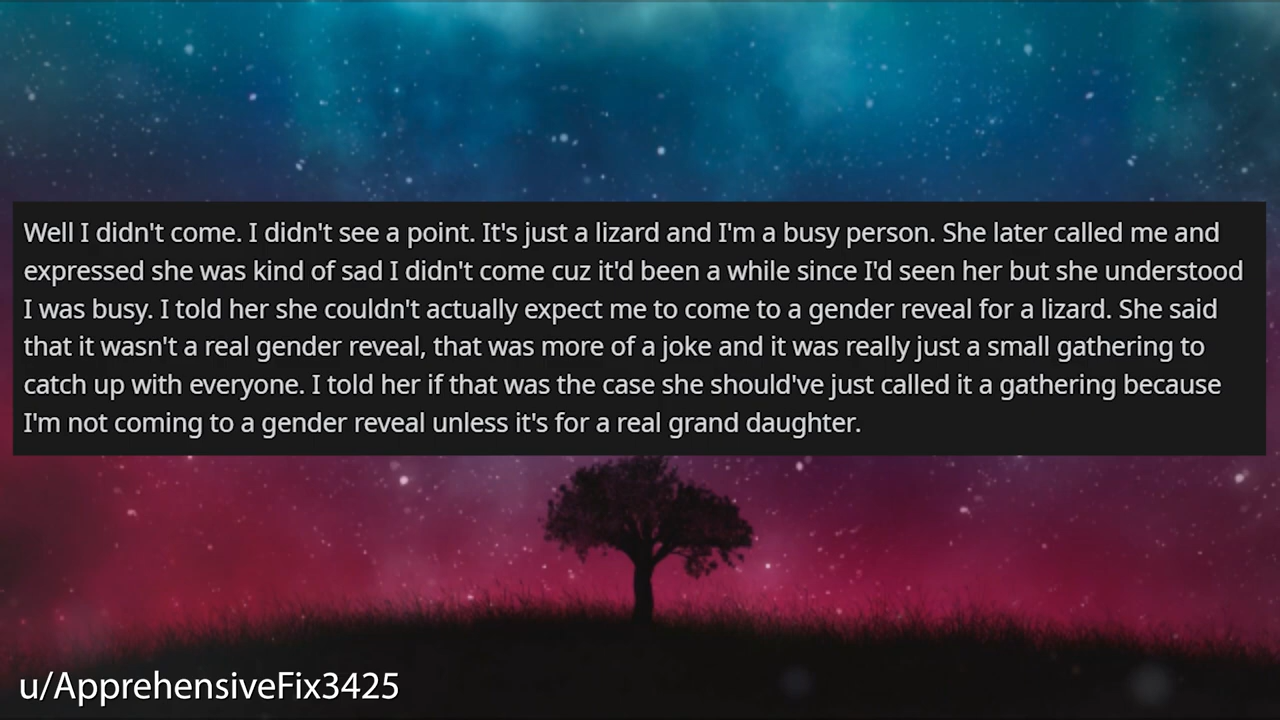 Well I didn't come. I didn't see a point. It's just a lizard and I'm a busy person. She later called me and
expressed she was kind of sad I didn't come cuz it'd been a while since I'd seen her but she understood
I was busy. I told her she couldn't actually expect me to come to a gender reveal for a lizard. She said
that it wasn't a real gender reveal, that was more of a joke and it was really just a small gathering to
catch up with everyone. I told her if that was the case she should've just called it a gathering because
I'm not coming to a gender reveal unless it's for a real grand daughter.
u/ApprehensiveFix3425